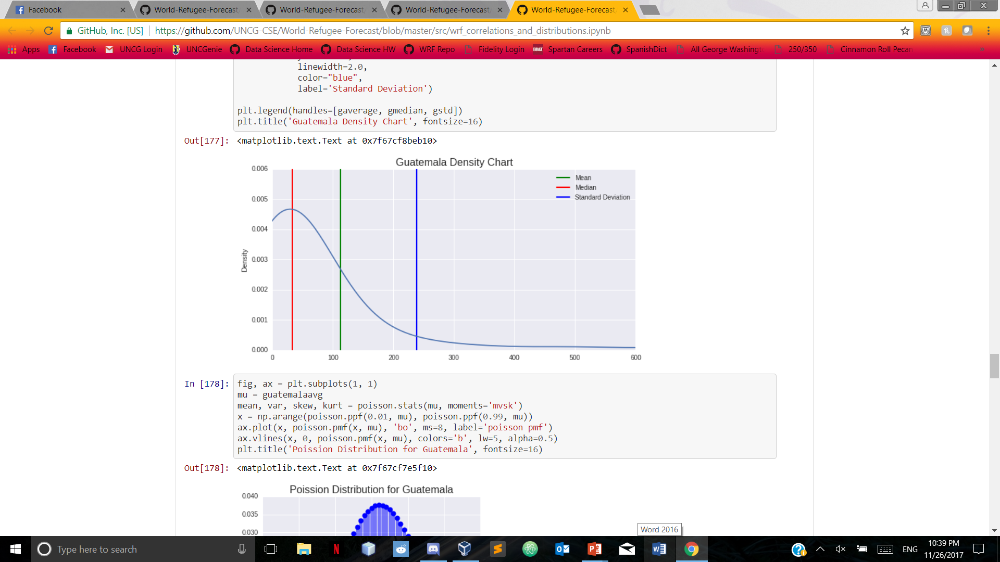 Facebook
World-Refugee-Forecast
World-Refugee-Forecast
World-Refugee-Forecast
World-Refugee-Forecast
GitHub, Inc. [US]
https://github.com/UNCG-CSE/World-Refugee-Forecast/blob/master/src/wrf_correlations_and_distributions.ipynb
Apps
Facebook
UNCG Login
UNCGenie
Data Science Home
Data Science HW
WRF Repo
Fidelity Login
BB&T
Spartan Careers
SpanishDict
All George Washingt
250/350
Cinnamon Roll Pecan
linewidth=2.0,
color="blue",
label='Standard Deviation')
plt.legend(handles=[gaverage, gmedian, gstd])
plt.title('Guatemala Density Chart', fontsize=16)
Out[177]: <matplotlib.text.Text at 0x7f67cf8beb10>
Guatemala Density Chart
Mean
Median
Standard Deviation
Density
0.006
0.005
0.004
0.003
0.002
0.001
0.000
0 100 200 300 400 500 600
In [178]:
fig, ax = plt.subplots(1, 1)
mu = guatemalaavg
mean, var, skew, kurt = poisson.stats(mu, moments='mvsk')
x = np.arange(poisson.ppf(0.01, mu), poisson.ppf(0.99, mu))
ax.plot(x, poisson.pmf(x, mu), 'bo', ms=8, label='poisson pmf')
ax.vlines(x, 0, poisson.pmf(x, mu), colors='b', lw=5, alpha=0.5)
plt.title('Poission Distribution for Guatemala', fontsize=16)
Out[178]: <matplotlib.text.Text at 0x7f67cf7e5f10>
Poission Distribution for Guatemala
0.040
0.035
0.030
Word 2016
Type here to search
ENG
10:39 PM
11/26/2017